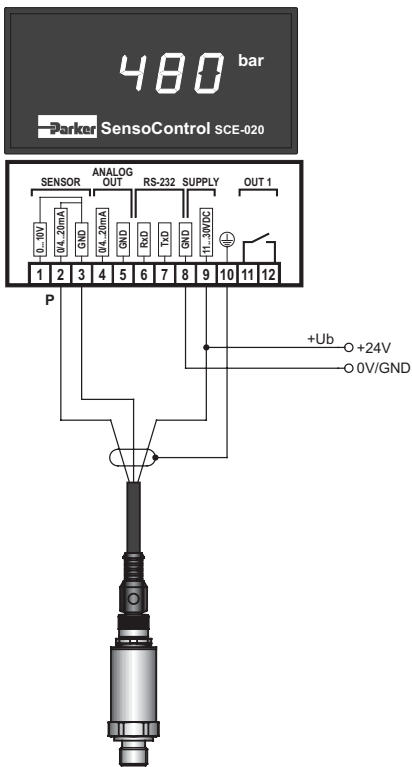 480 bar
Parker SensoControl SCE-020
SENSOR ANALOG OUT RS-232 SUPPLY OUT 1
0...10V 0/4..20mA GND 0/4..20mA GND RxD TxD GND 11...30VDC
1 2 3 4 5 6 7 8 9 10 11 12
P
+Ub +24V
0V/GND